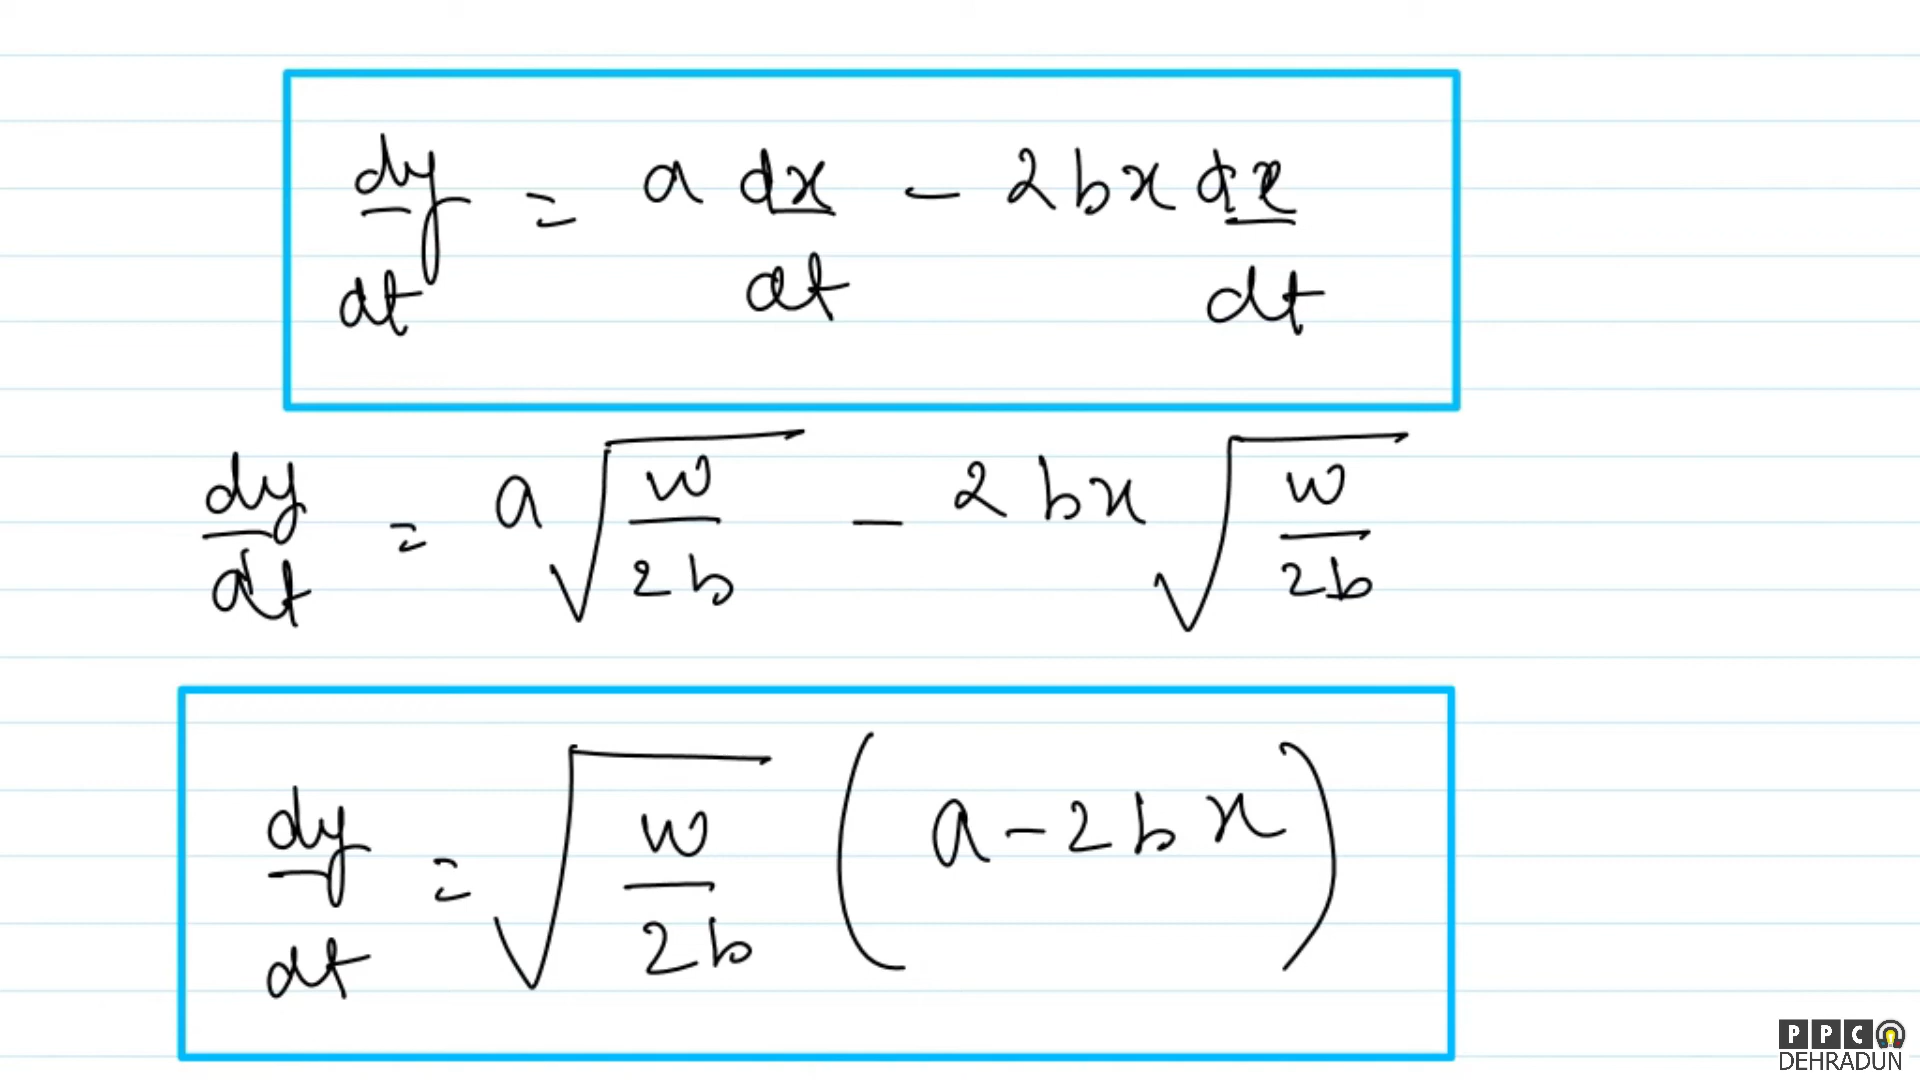 dy/dt = a dx/dt - 2bx dx/dt
dy/dt = a√(w/2b) - 2bx√(w/2b)
dy/dt = √(w/2b) (a-2bx)
PPC
DEHRADUN